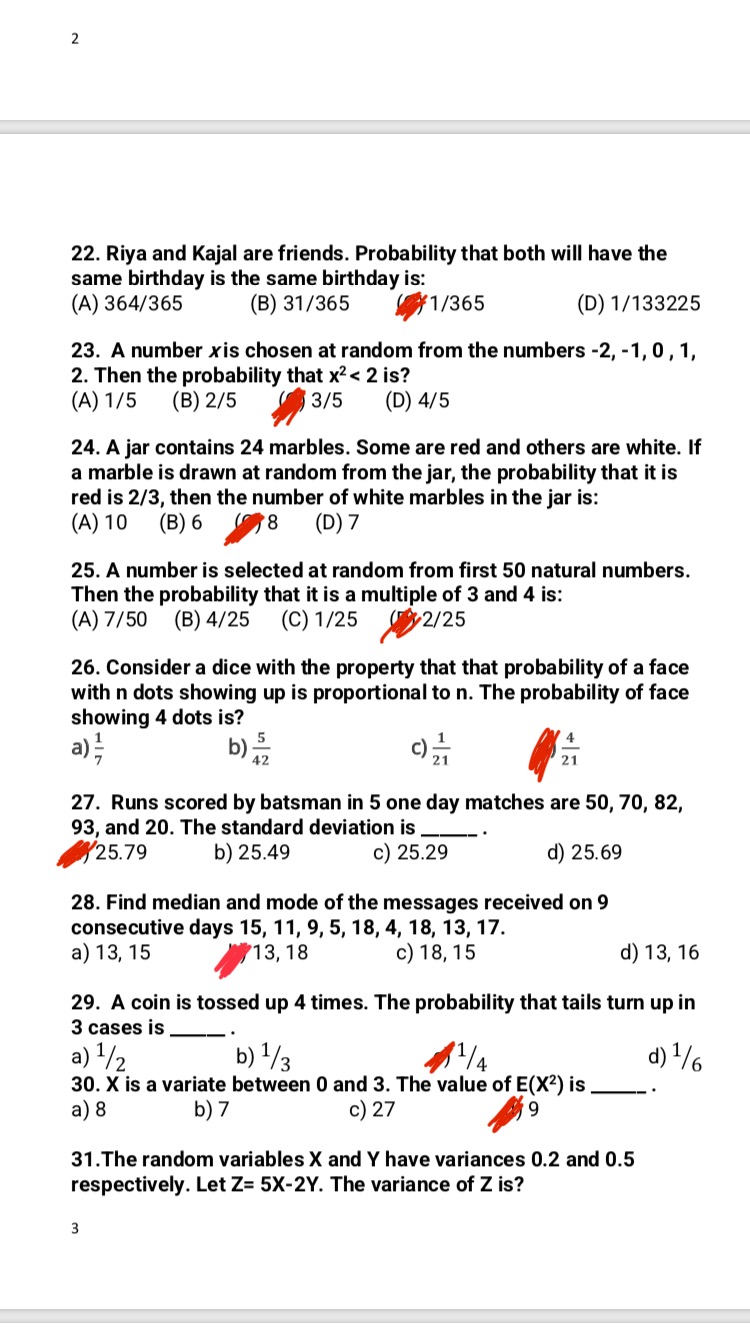 2
22. Riya and Kajal are friends. Probability that both will have the
same birthday is the same birthday is:
(A) 364/365 (B) 31/365 1/365 (D) 1/133225
23. A number x is chosen at random from the numbers -2, -1, 0 , 1,
2. Then the probability that x² < 2 is?
(A) 1/5 (B) 2/5 3/5 (D) 4/5
24. A jar contains 24 marbles. Some are red and others are white. If
a marble is drawn at random from the jar, the probability that it is
red is 2/3, then the number of white marbles in the jar is:
(A) 10 (B) 6 8 (D) 7
25. A number is selected at random from first 50 natural numbers.
Then the probability that it is a multiple of 3 and 4 is:
(A) 7/50 (B) 4/25 (C) 1/25 2/25
26. Consider a dice with the property that that probability of a face
with n dots showing up is proportional to n. The probability of face
showing 4 dots is?
a) 1/7 b) 5/42 c) 1/21 4/21
27. Runs scored by batsman in 5 one day matches are 50, 70, 82,
93, and 20. The standard deviation is _____ .
25.79 b) 25.49 c) 25.29 d) 25.69
28. Find median and mode of the messages received on 9
consecutive days 15, 11, 9, 5, 18, 4, 18, 13, 17.
a) 13, 15 13, 18 c) 18, 15 d) 13, 16
29. A coin is tossed up 4 times. The probability that tails turn up in
3 cases is _____ .
a) 1/2 b) 1/3 1/4 d) 1/6
30. X is a variate between 0 and 3. The value of E(X²) is _____ .
a) 8 b) 7 c) 27 9
31.The random variables X and Y have variances 0.2 and 0.5
respectively. Let Z= 5X-2Y. The variance of Z is?
3